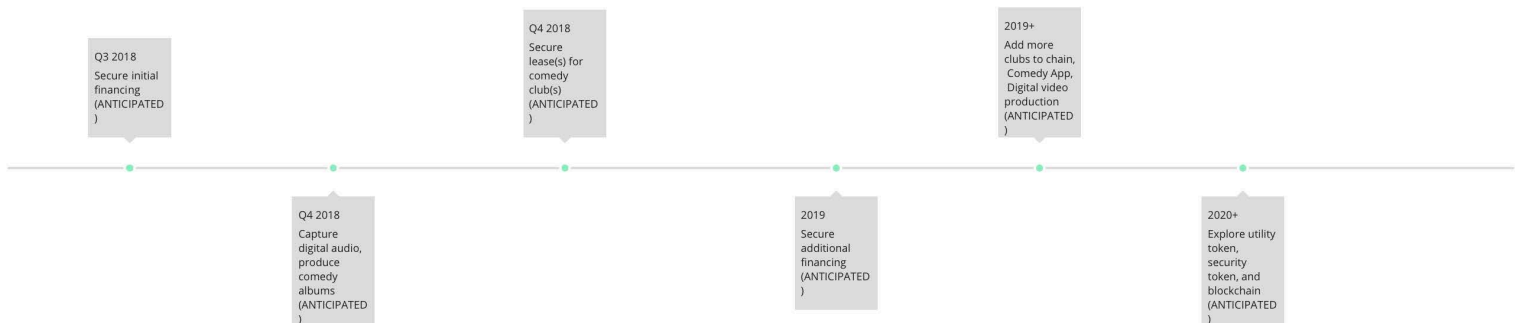 Q3 2018
Secure initial
financing
(ANTICIPATED
)
Q4 2018
Capture
digital audio,
produce
comedy
albums
(ANTICIPATED
)
Q4 2018
Secure
lease(s) for
comedy
club(s)
(ANTICIPATED
)
2019
Secure
additional
financing
(ANTICIPATED
)
2019+
Add more
clubs to chain,
Comedy App,
Digital video
production
(ANTICIPATED
)
2020+
Explore utility
token,
security
token, and
blockchain
(ANTICIPATED
)